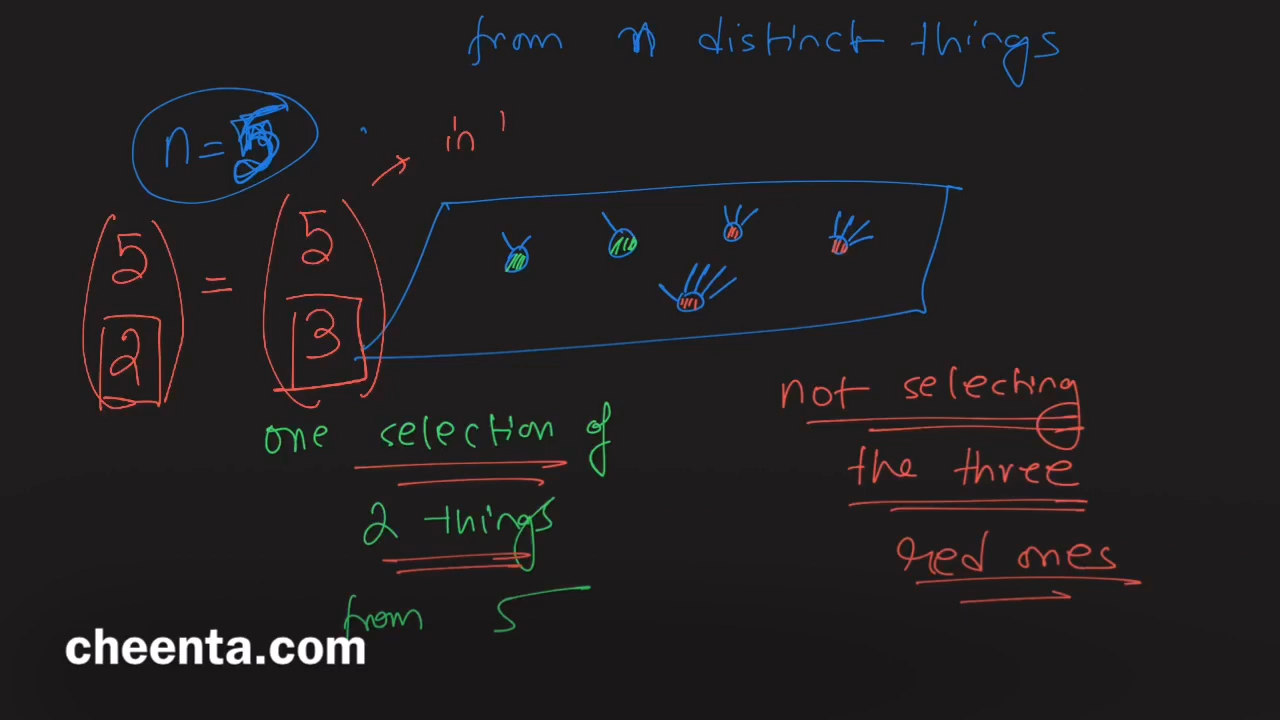 from n distinct things
n = 5
in
(5 2) = (5 3)
not selecting
the three
red ones
one selection of
2 things
from 5
cheenta.com